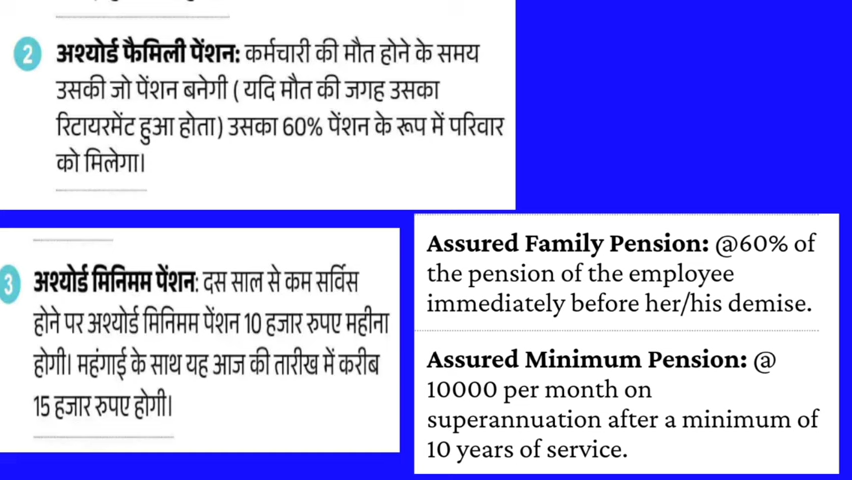 2 अश्योर्ड फैमिली पेंशन: कर्मचारी की मौत होने के समय
उसकी जो पेंशन बनेगी ( यदि मौत की जगह उसका
रिटायरमेंट हुआ होता) उसका 60% पेंशन के रूप में परिवार
को मिलेगा।
3 अश्योर्ड मिनिमम पेंशन: दस साल से कम सर्विस
होने पर अश्योर्ड मिनिमम पेंशन 10 हजार रुपए महीना
होगी। महंगाई के साथ यह आज की तारीख में करीब
15 हजार रुपए होगी।
Assured Family Pension: @60% of
the pension of the employee
immediately before her/his demise.
Assured Minimum Pension: @
10000 per month on
superannuation after a minimum of
10 years of service.